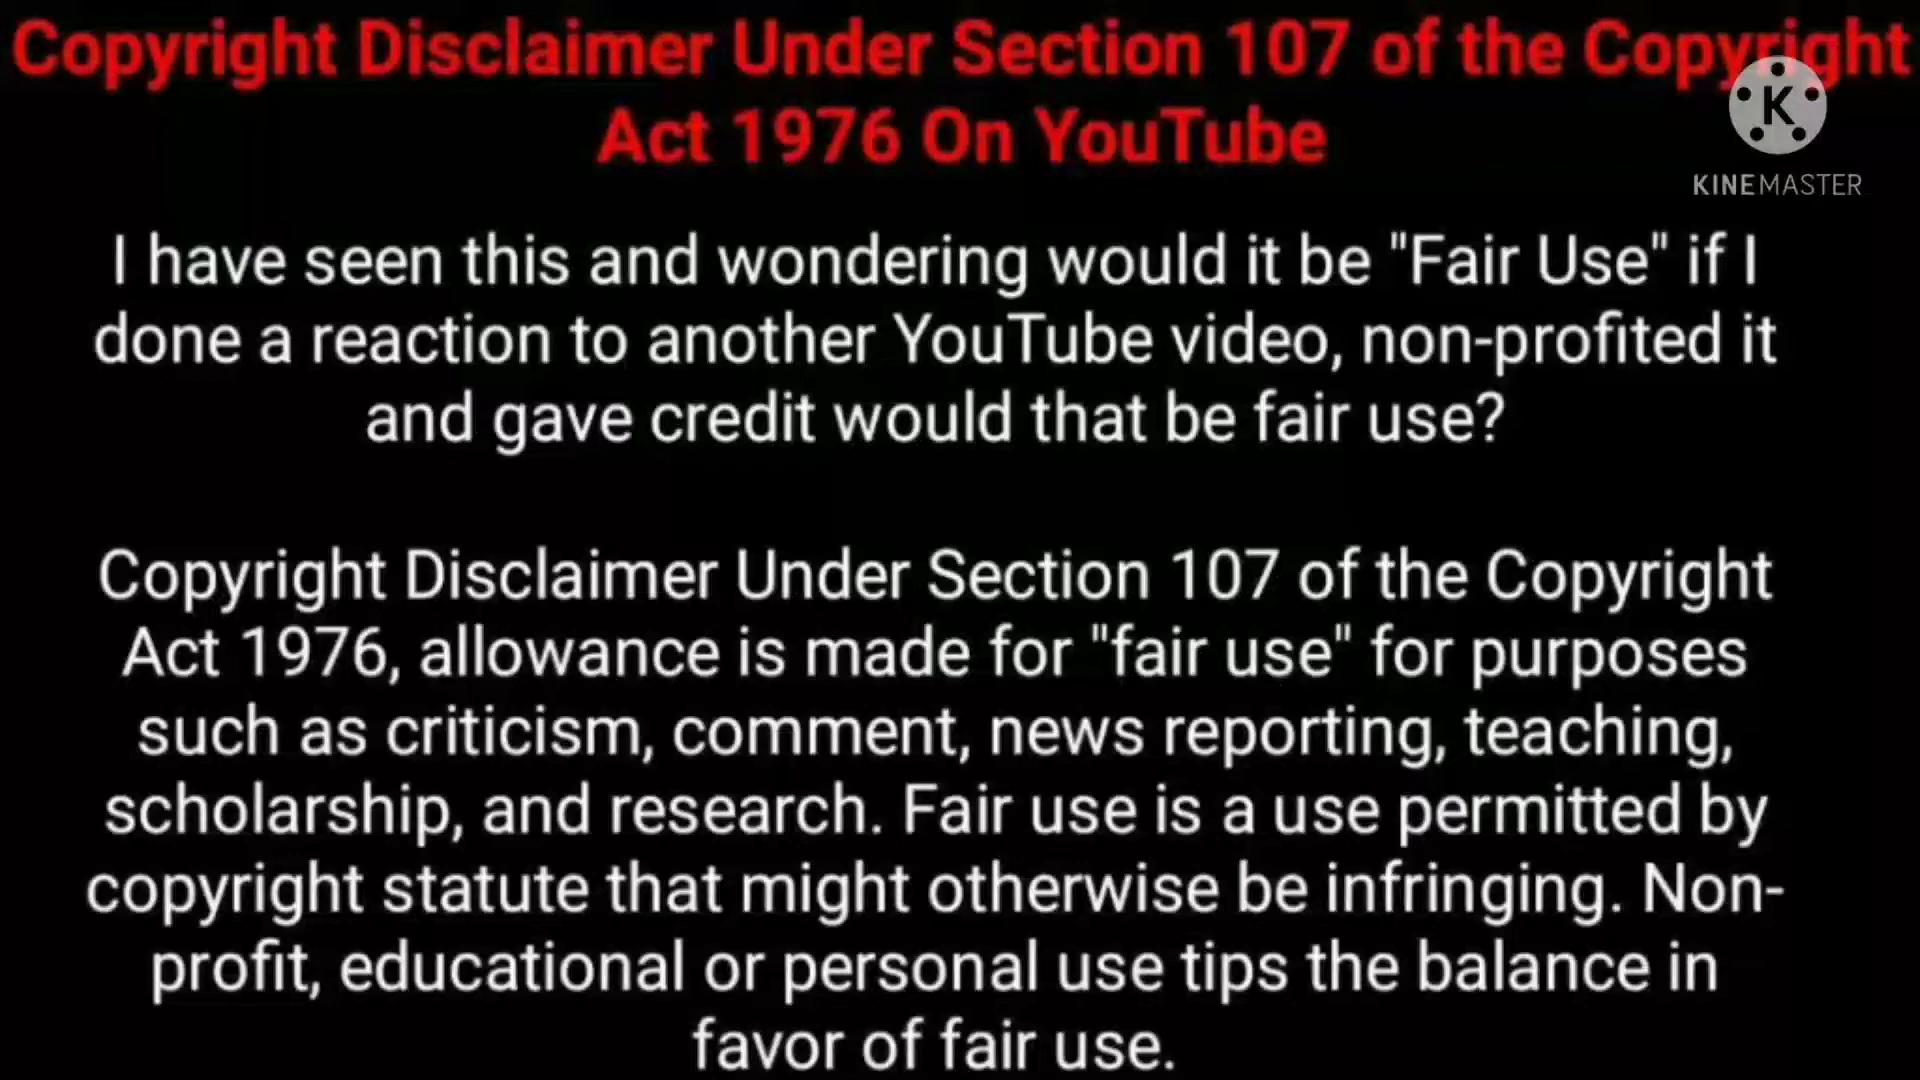 Copyright Disclaimer Under Section 107 of the Copyright
Act 1976 On YouTube
K
KINEMASTER
I have seen this and wondering would it be "Fair Use" if I
done a reaction to another YouTube video, non-profited it
and gave credit would that be fair use?
Copyright Disclaimer Under Section 107 of the Copyright
Act 1976, allowance is made for "fair use" for purposes
such as criticism, comment, news reporting, teaching,
scholarship, and research. Fair use is a use permitted by
copyright statute that might otherwise be infringing. Non-
profit, educational or personal use tips the balance in
favor of fair use.